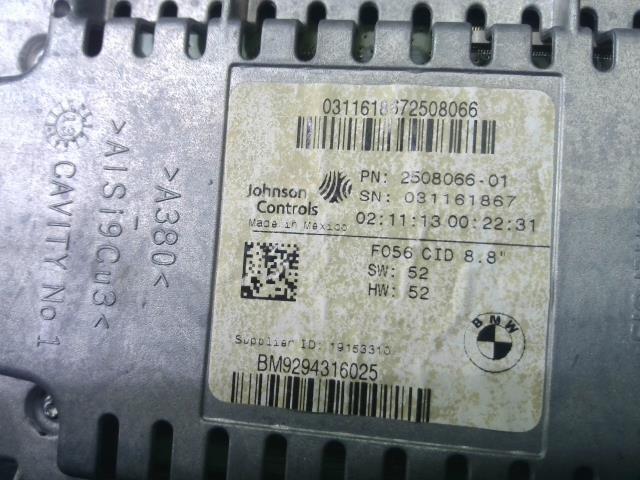 0311618672508066
PN: 2508066-01
SN: 031161867
02:11:13 00:22:31
Johnson
Controls
Made in Mexico
F056 CID 8.8"
SW: 52
HW: 52
BMW
Supplier ID: 19153310
BM9294316025
>A380<
>AlSi9Cu3<
CAVITY No 1